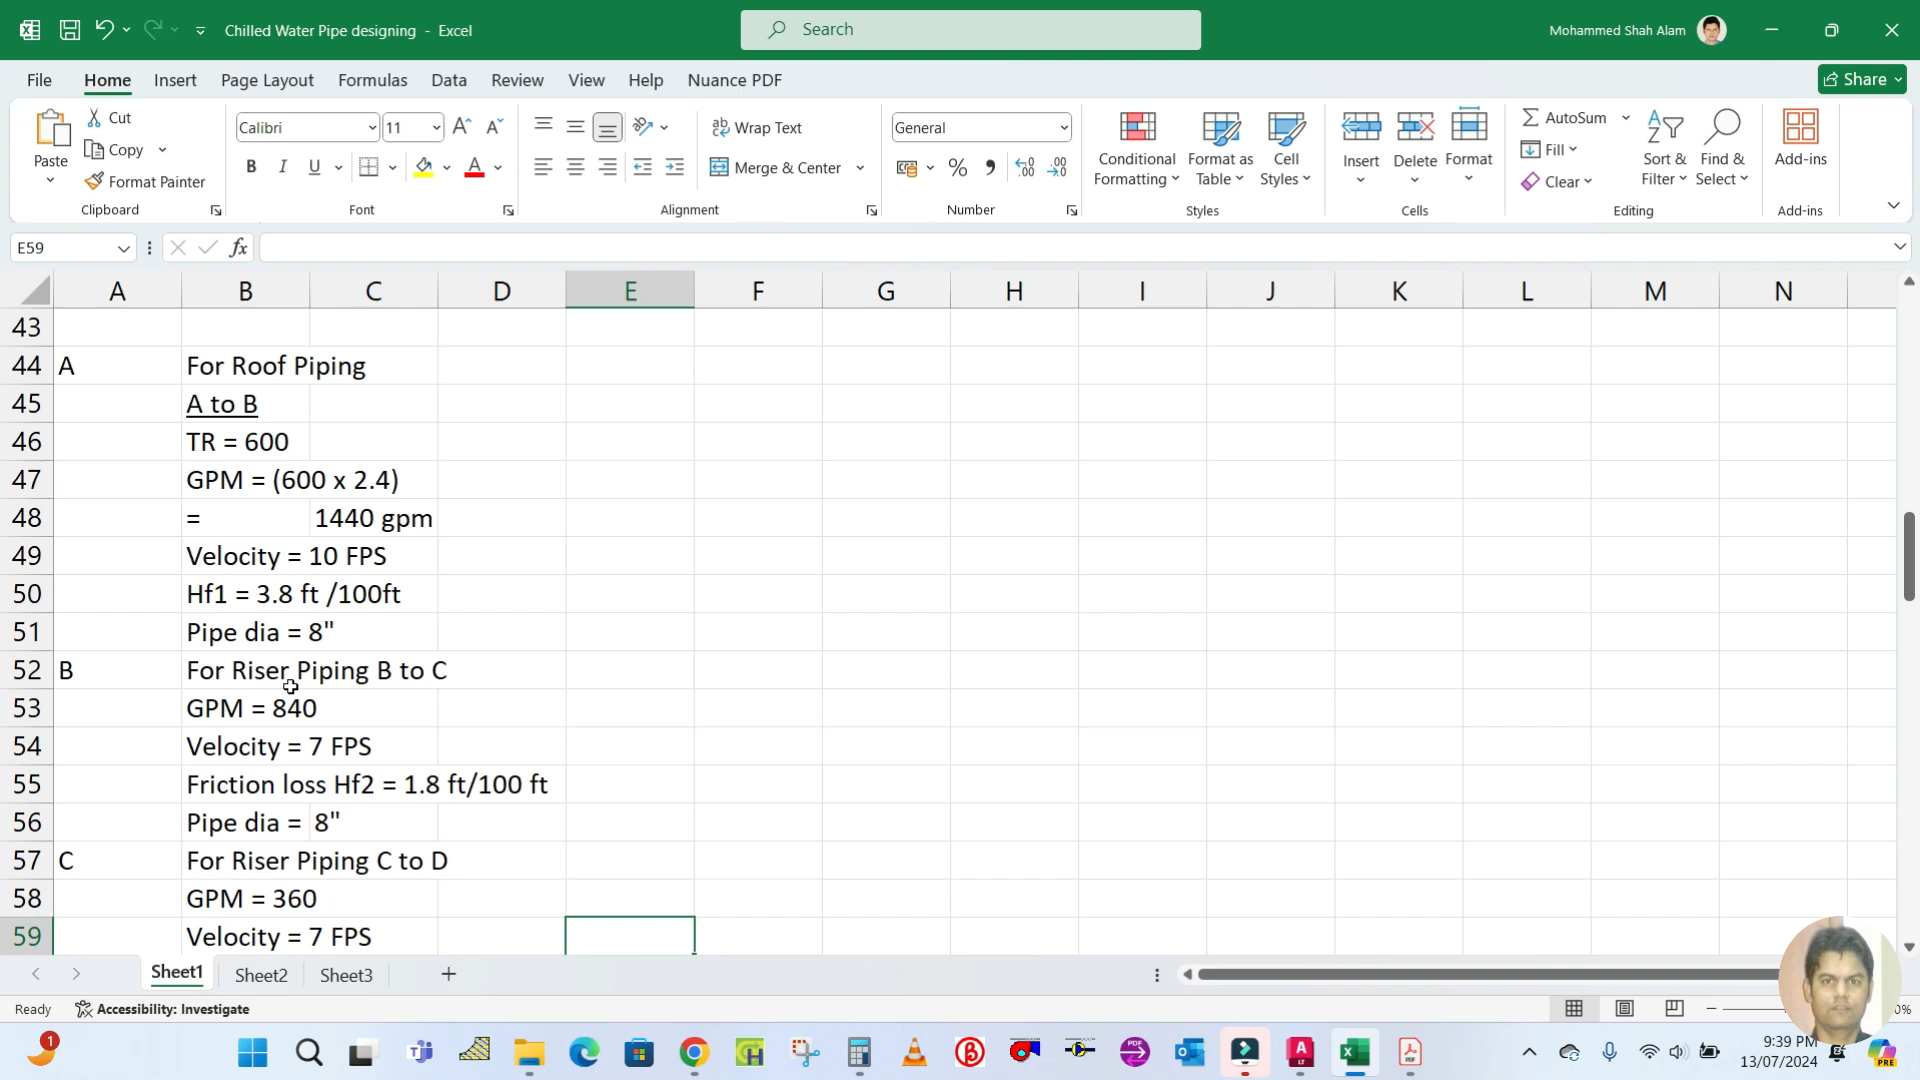 Chilled Water Pipe designing - Excel
Search
Mohammed Shah Alam
File Home Insert Page Layout Formulas Data Review View Help Nuance PDF
Share
Paste
Cut
Copy
Format Painter
Clipboard
Calibri 11
B I U
Font
Wrap Text
Merge & Center
Alignment
General
Number
Conditional Formatting
Format as Table
Cell Styles
Styles
Insert
Delete
Format
Cells
AutoSum
Fill
Clear
Sort & Filter
Find & Select
Editing
Add-ins
Add-ins
E59
fx
A B C D E F G H I J K L M N
43
44 A For Roof Piping
45 A to B
46 TR = 600
47 GPM = (600 x 2.4)
48 = 1440 gpm
49 Velocity = 10 FPS
50 Hf1 = 3.8 ft /100ft
51 Pipe dia = 8"
52 B For Riser Piping B to C
53 GPM = 840
54 Velocity = 7 FPS
55 Friction loss Hf2 = 1.8 ft/100 ft
56 Pipe dia = 8"
57 C For Riser Piping C to D
58 GPM = 360
59 Velocity = 7 FPS
Sheet1 Sheet2 Sheet3
Ready Accessibility: Investigate
9:39 PM
13/07/2024